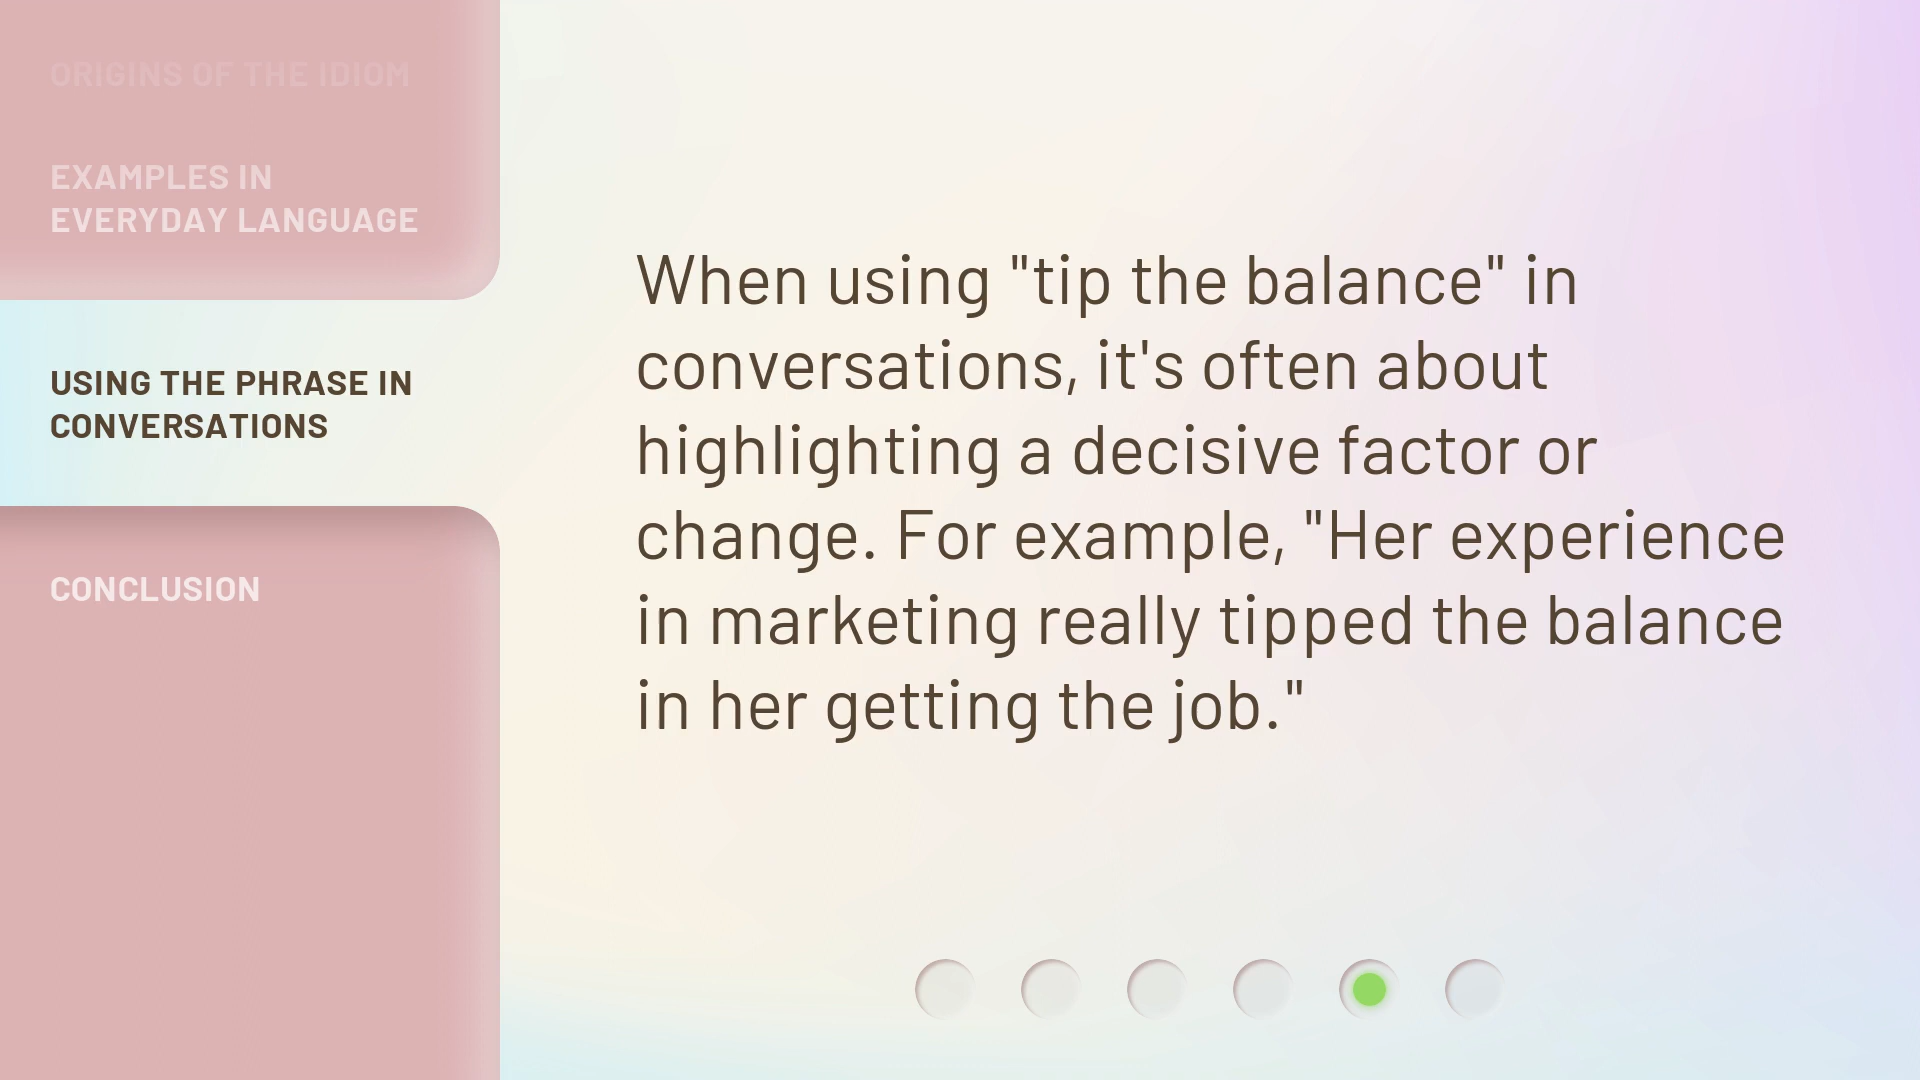 ORIGINS OF THE IDIOM
EXAMPLES IN
EVERYDAY LANGUAGE
USING THE PHRASE IN
CONVERSATIONS
CONCLUSION
When using "tip the balance" in
conversations, it's often about
highlighting a decisive factor or
change. For example, "Her experience
in marketing really tipped the balance
in her getting the job."